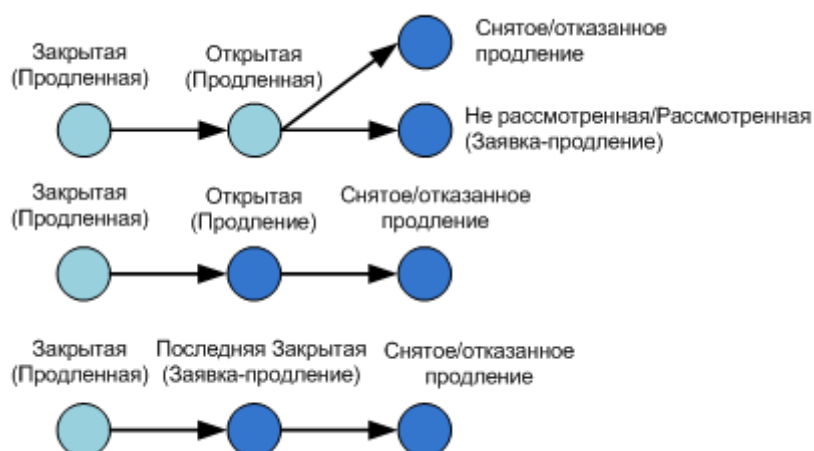 Закрытая
(Продленная)
Открытая
(Продленная)
Снятое/отказанное
продление
Не рассмотренная/Рассмотренная
(Заявка-продление)
Закрытая
(Продленная)
Открытая
(Продление)
Снятое/отказанное
продление
Закрытая
(Продленная)
Последняя Закрытая
(Заявка-продление)
Снятое/отказанное
продление